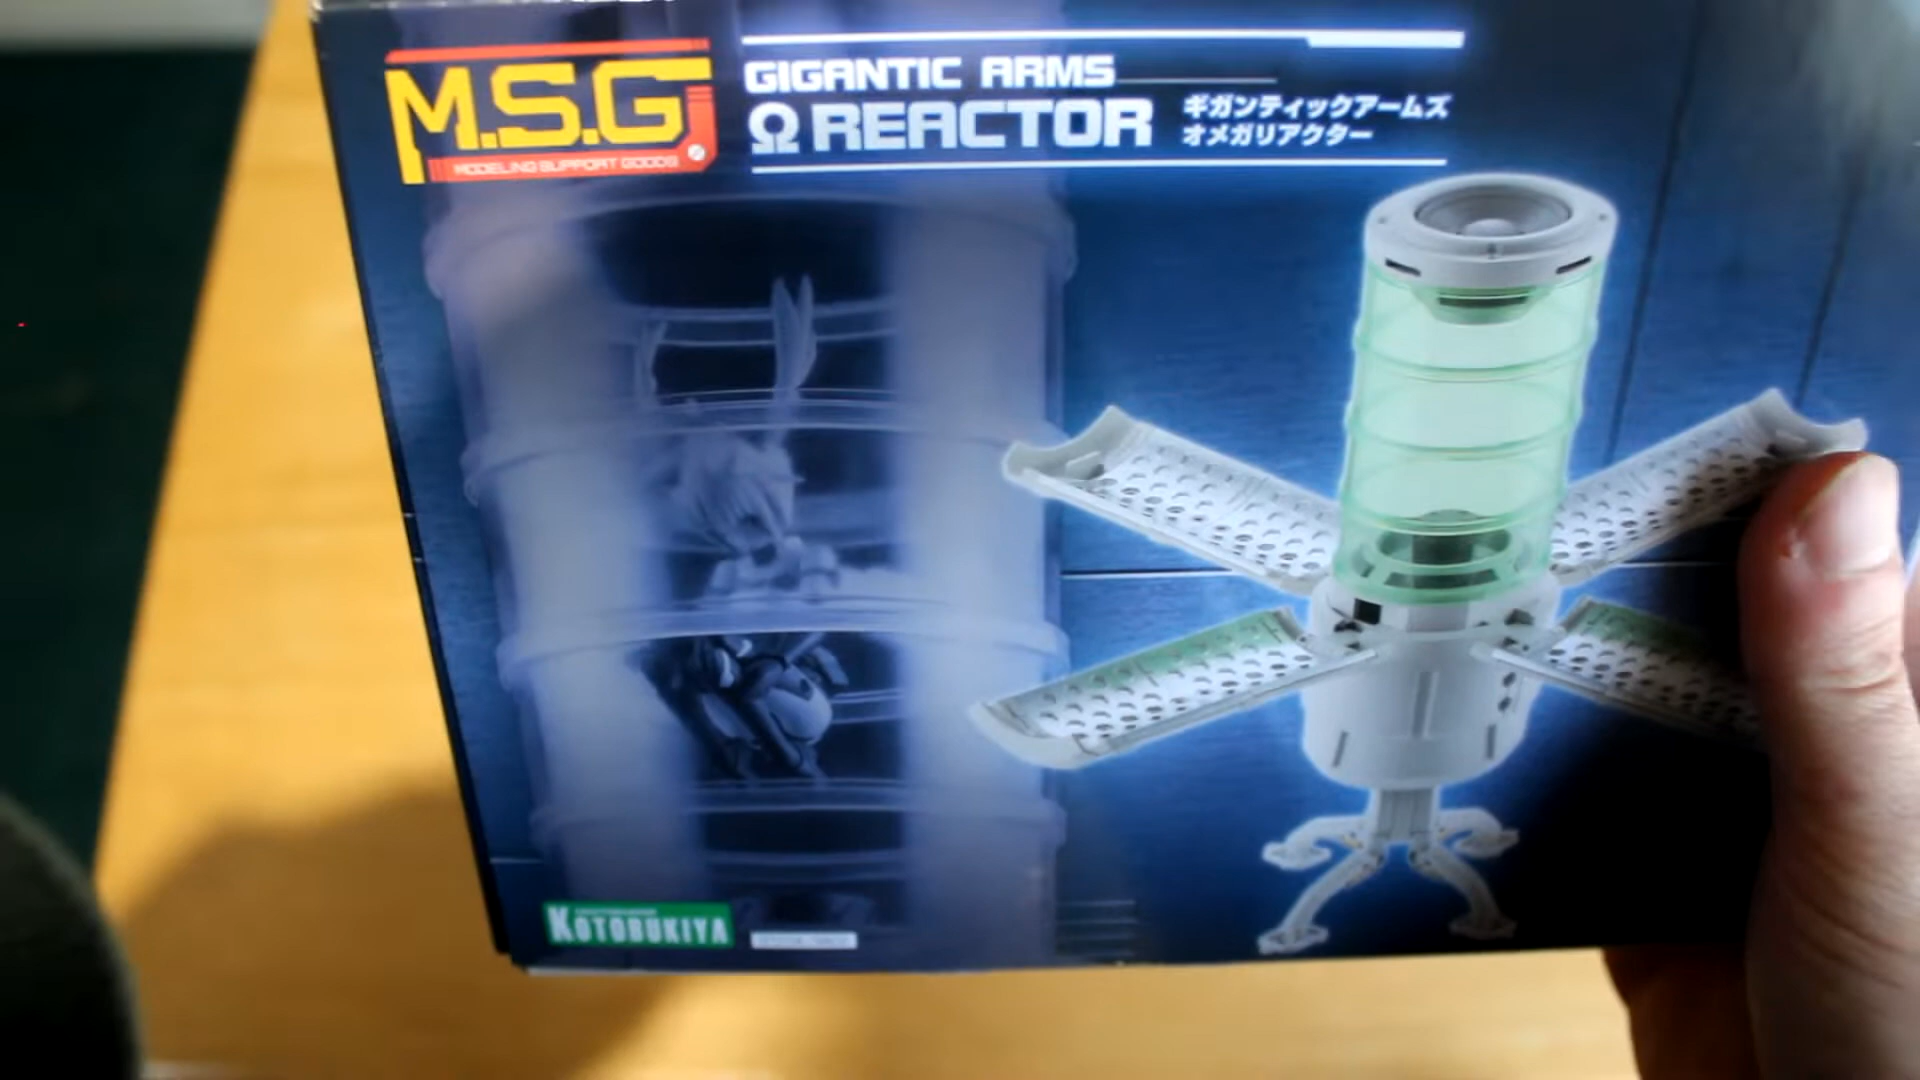 M.S.G
MODELING SUPPORT GOODS
GIGANTIC ARMS
Ω REACTOR
ギガンティックアームズ
オメガリアクター
KOTOBUKIYA